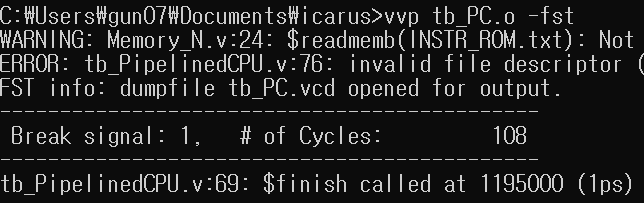 C:₩Users₩gun07₩Documents₩icarus>vvp tb_PC.o -fst
WARNING: Memory_N.v:24: $readmemb(INSTR_ROM.txt): Not
ERROR: tb_PipelinedCPU.v:76: invalid file descriptor (
FST info: dumpfile tb_PC.vcd opened for output.
--------------------------------------------------
Break signal: 1,   # of Cycles:         108
--------------------------------------------------
tb_PipelinedCPU.v:69: $finish called at 1195000 (1ps)